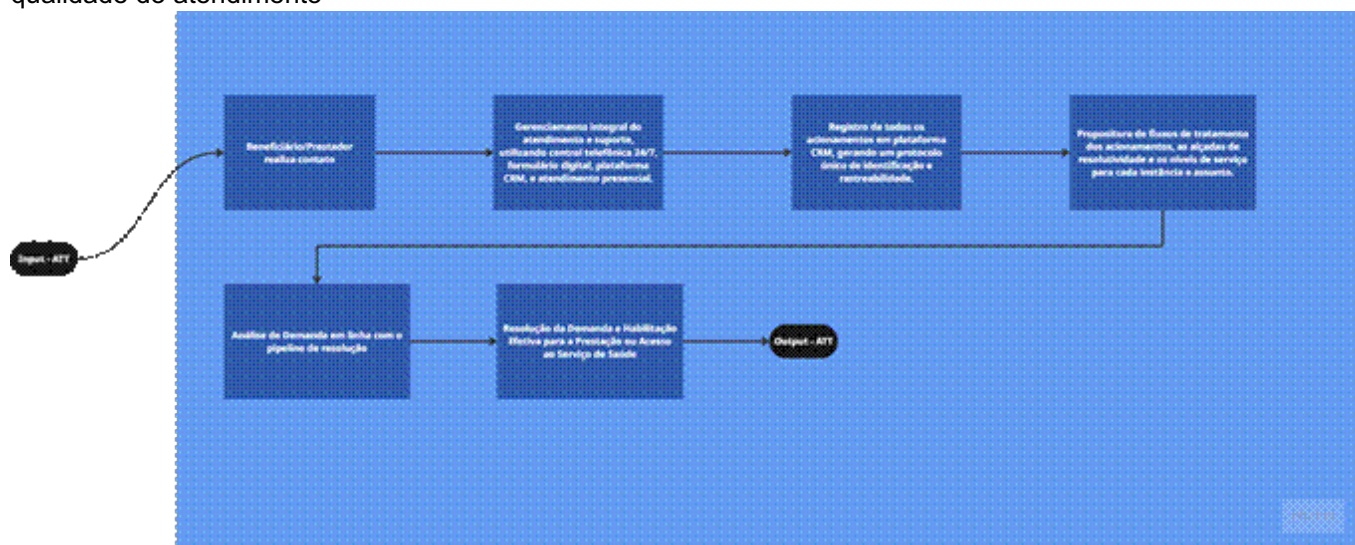 qualidade do atendimento
Input - ATT
Beneficiário/Prestador
realiza contato
Gerenciamento integral do
atendimento e suporte,
utilizando central telefônica 24/7,
formulário digital, plataforma
CRM, e atendimento presencial.
Registro de todos os
acionamentos em plataforma
CRM, gerando um protocolo
único de identificação e
rastreabilidade.
Propositura de fluxos de tratamento
dos acionamentos, as alçadas de
resolutividade e os níveis de serviço
para cada instância e assunto.
Análise da Demanda em linha com o
pipeline de resolução
Resolução da Demanda e Habilitação
Efetiva para a Prestação ou Acesso
ao Serviço de Saúde
Output - ATT